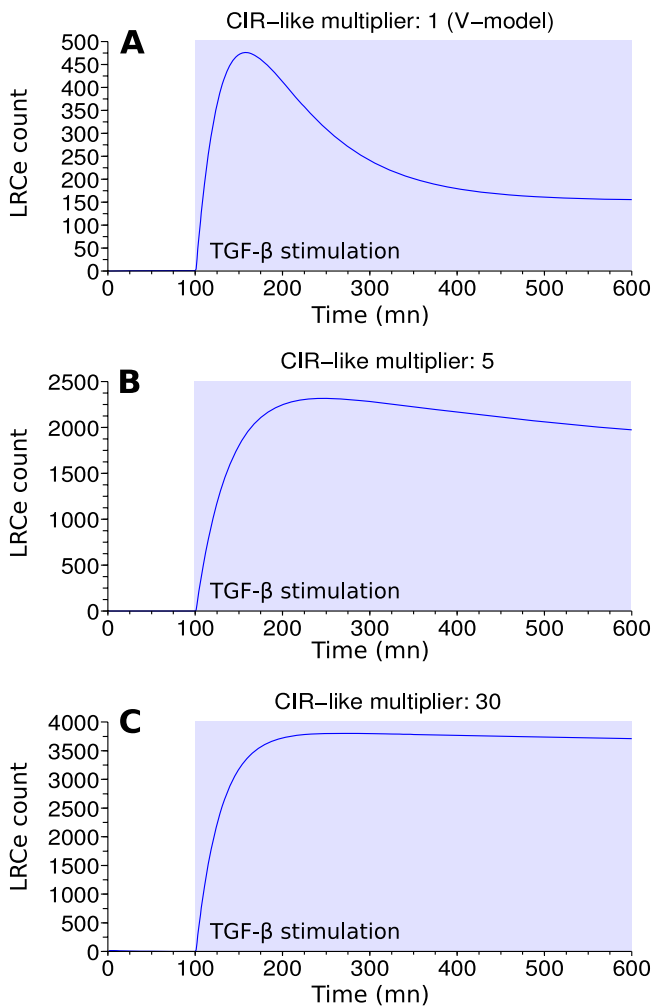 CIR−like multiplier: 1 (V−model)
A
500
450
400
350
300
250
200
150
100
50
0
LRCe count
TGF-β stimulation
0 100 200 300 400 500 600
Time (mn)
CIR−like multiplier: 5
B
2500
2000
1500
1000
500
0
LRCe count
TGF-β stimulation
0 100 200 300 400 500 600
Time (mn)
CIR−like multiplier: 30
C
4000
3500
3000
2500
2000
1500
1000
500
0
LRCe count
TGF-β stimulation
0 100 200 300 400 500 600
Time (mn)